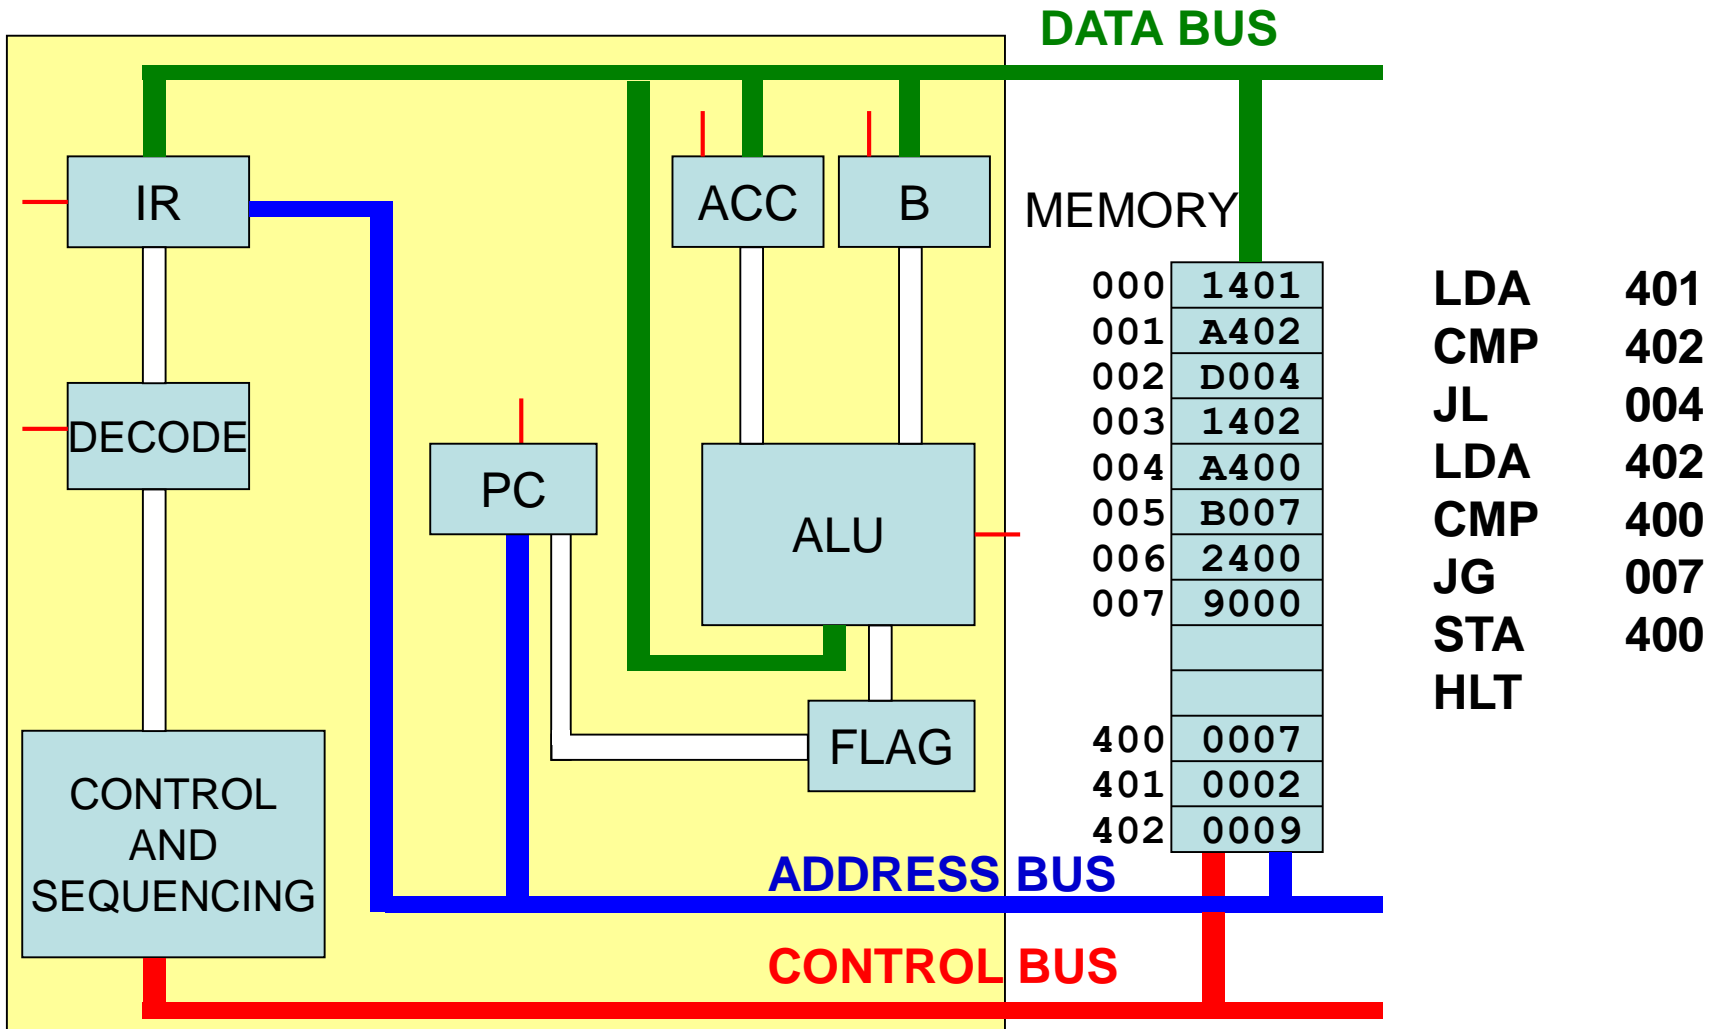 DATA BUS
IR
ACC
B
MEMORY
000 1401 LDA 401
001 A402 CMP 402
002 D004 JL 004
003 1402 LDA 402
004 A400 CMP 400
005 B007 JG 007
006 2400 STA 400
007 9000 HLT
DECODE
PC
ALU
FLAG
400 0007
401 0002
402 0009
CONTROL
AND
SEQUENCING
ADDRESS BUS
CONTROL BUS